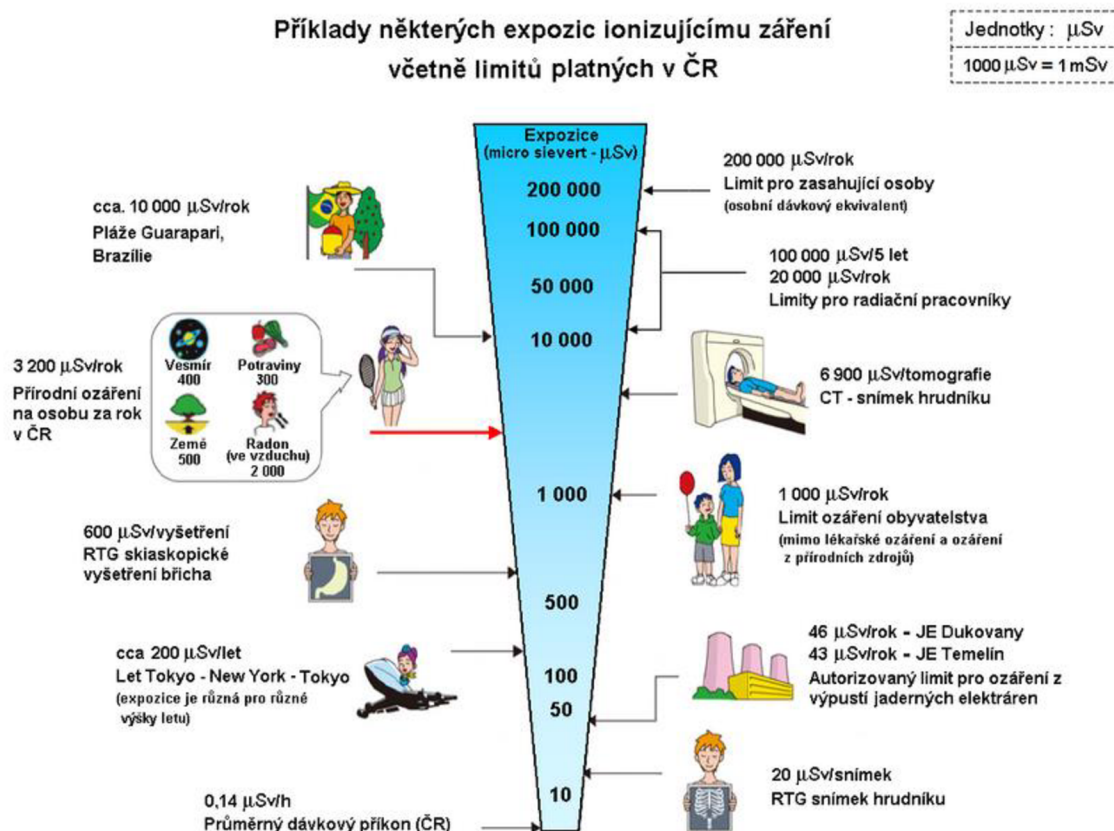 Příklady některých expozic ionizujícímu záření
včetně limitů platných v ČR
Jednotky : μSv
1000 μSv = 1 mSv
Expozice
(micro sievert - μSv)
200 000
100 000
50 000
10 000
1 000
500
100
50
10
cca. 10 000 μSv/rok
Pláže Guarapari,
Brazílie
3 200 μSv/rok
Přírodní ozáření
na osobu za rok
v ČR
Vesmír
400
Potraviny
300
Země
500
Radon
(ve vzduchu)
2 000
600 μSv/vyšetření
RTG skiaskopické
vyšetření břicha
cca 200 μSv/let
Let Tokyo - New York - Tokyo
(expozice je různá pro různé
výšky letu)
0,14 μSv/h
Průměrný dávkový příkon (ČR)
200 000 μSv/rok
Limit pro zasahující osoby
(osobní dávkový ekvivalent)
100 000 μSv/5 let
20 000 μSv/rok
Limity pro radiační pracovníky
6 900 μSv/tomografie
CT - snímek hrudníku
1 000 μSv/rok
Limit ozáření obyvatelstva
(mimo lékařské ozáření a ozáření
z přírodních zdrojů)
46 μSv/rok - JE Dukovany
43 μSv/rok - JE Temelín
Autorizovaný limit pro ozáření z
výpustí jaderných elektráren
20 μSv/snímek
RTG snímek hrudníku